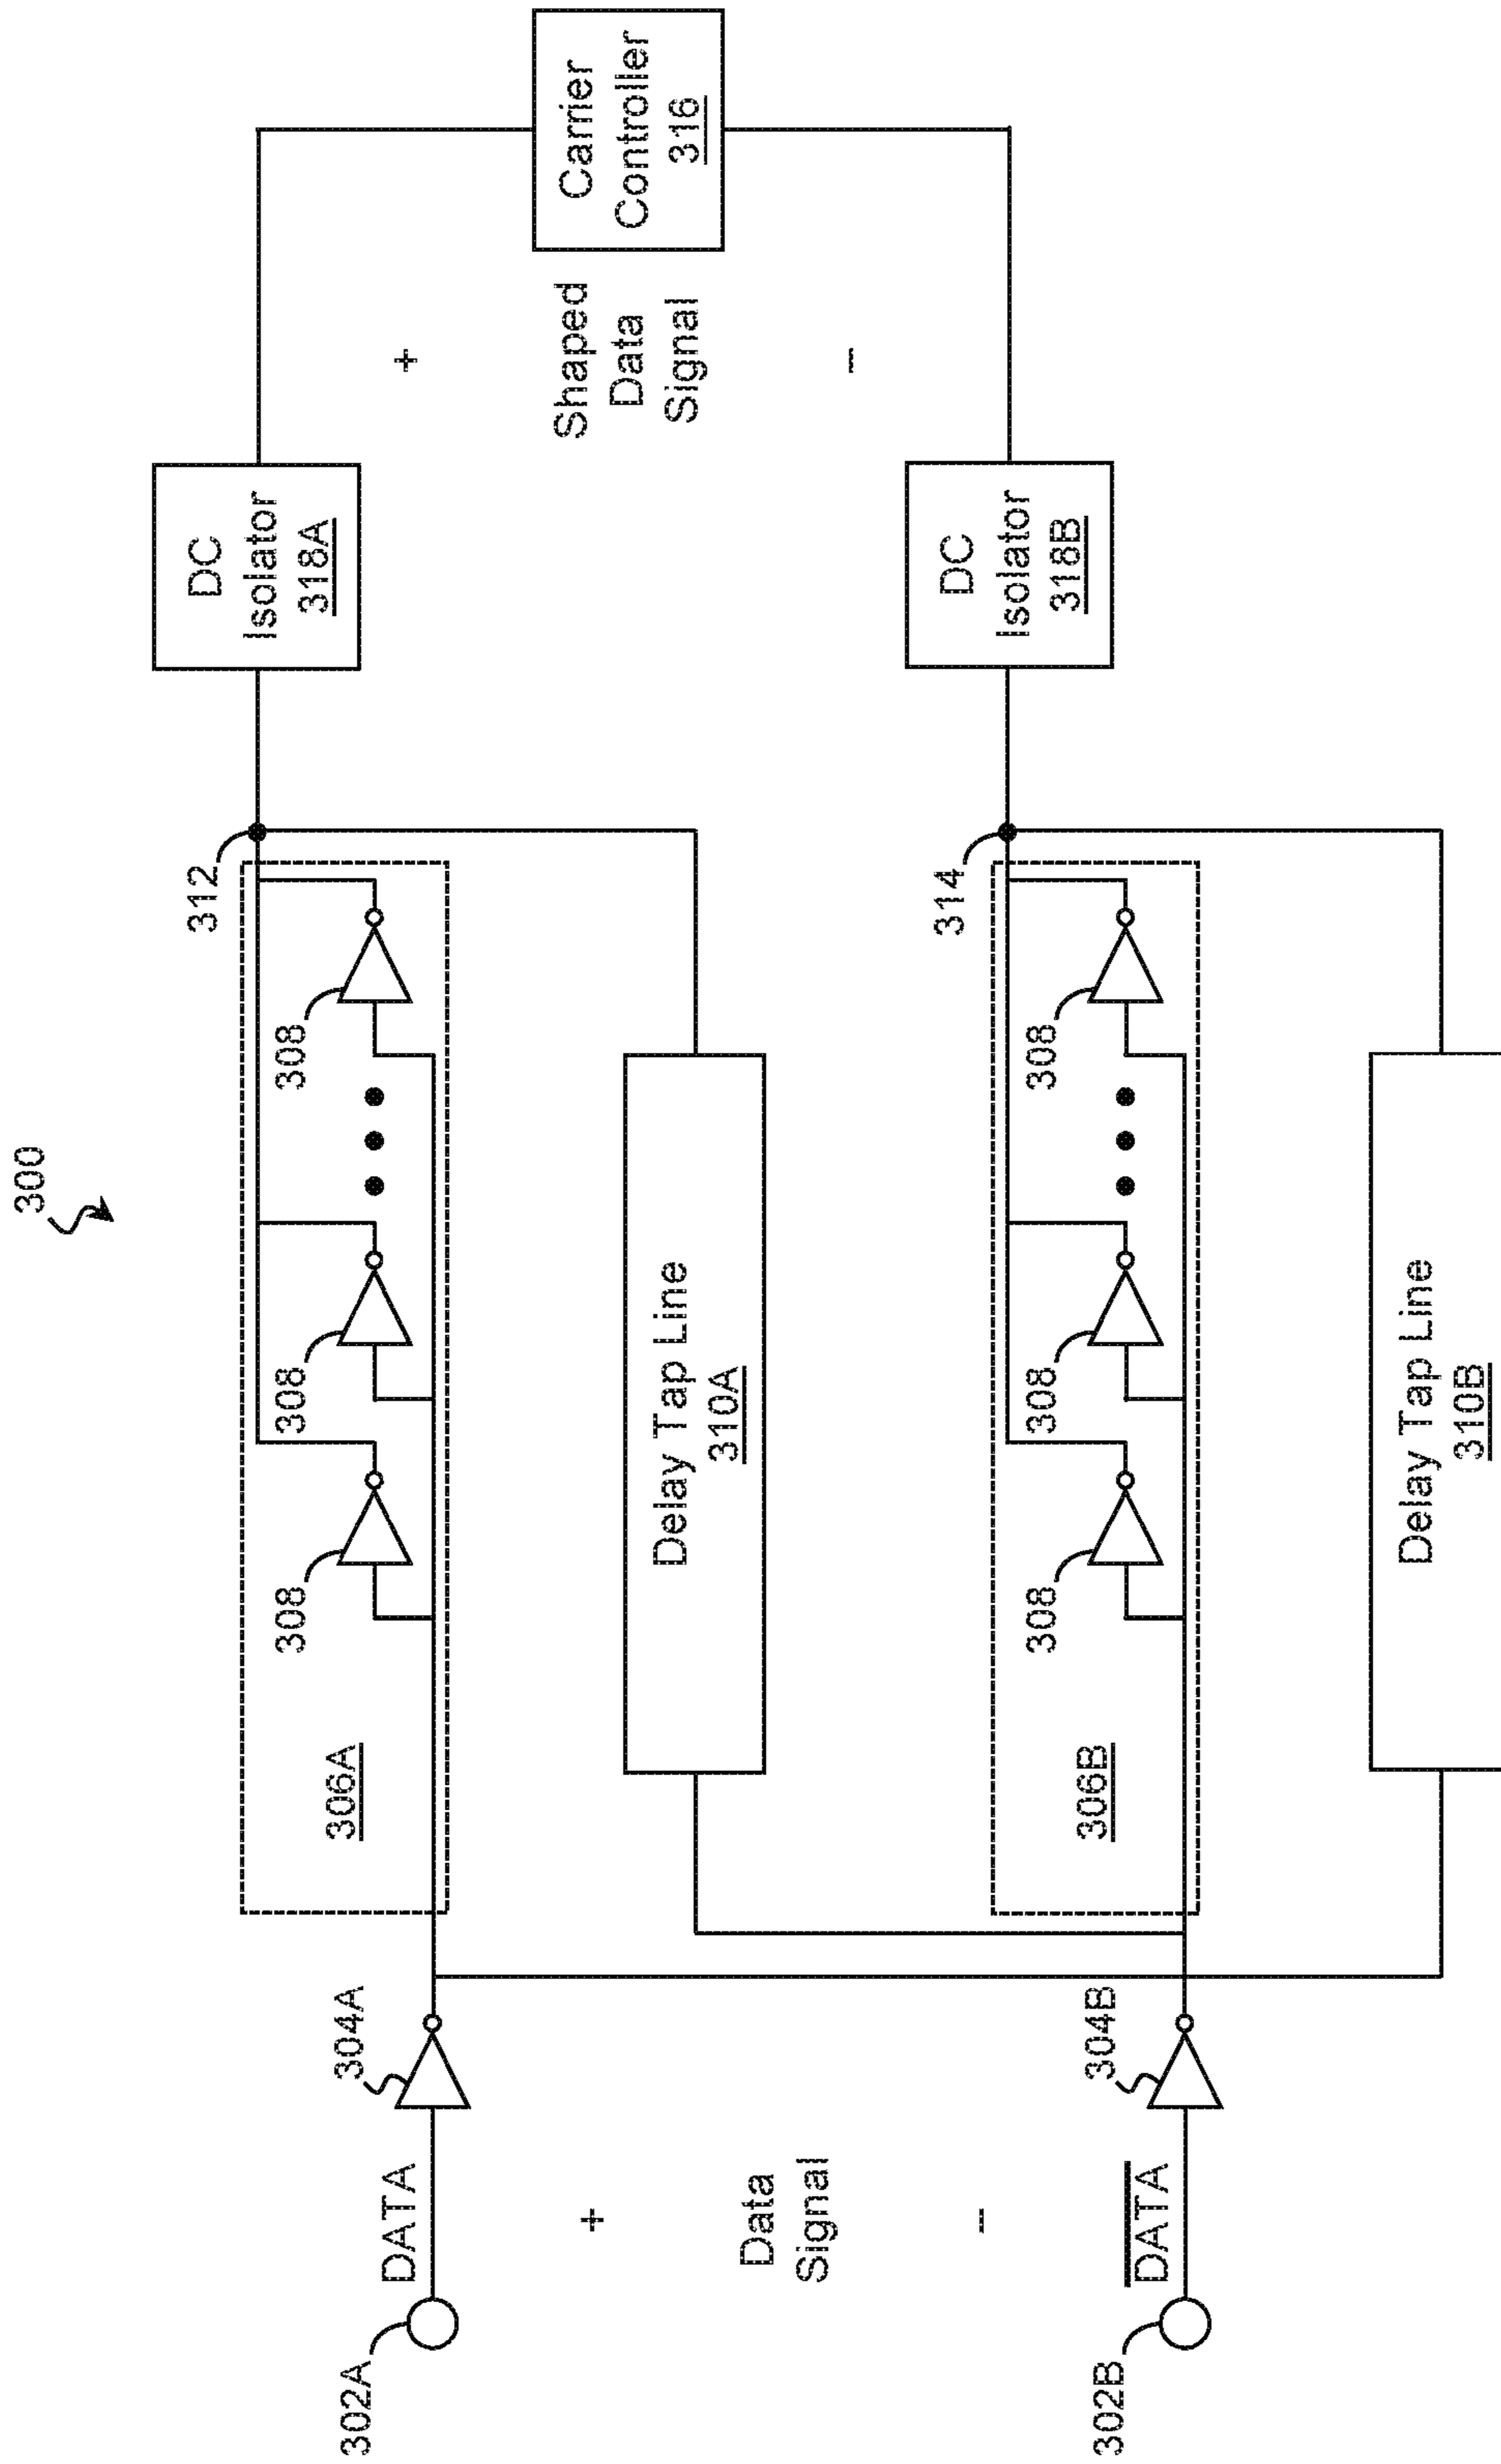 300
302A
DATA
304A
306A
308
308
308
312
DC
Isolator
318A
+
Data
Signal
–
Delay Tap Line
310A
+
Shaped
Data
Signal
–
Carrier
Controller
316
302B
DATA
304B
306B
308
308
308
314
DC
Isolator
318B
Delay Tap Line
310B